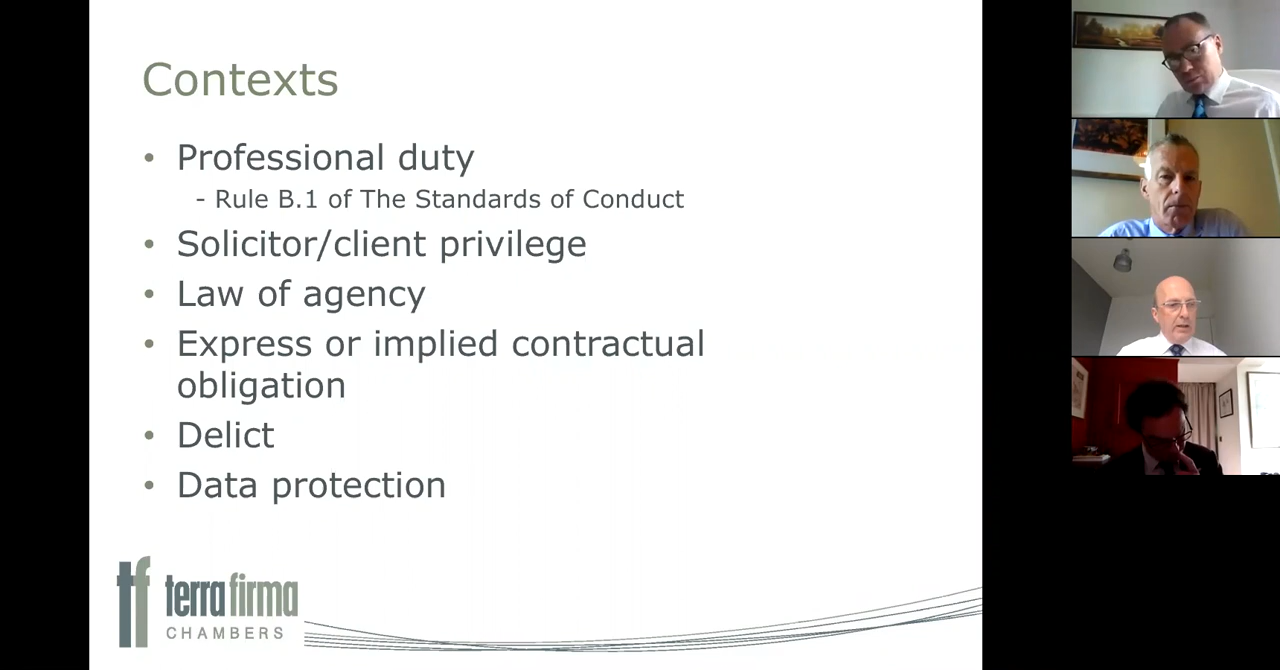 Contexts
• Professional duty
- Rule B.1 of The Standards of Conduct
• Solicitor/client privilege
• Law of agency
• Express or implied contractual
obligation
• Delict
• Data protection
tf terra firma
CHAMBERS